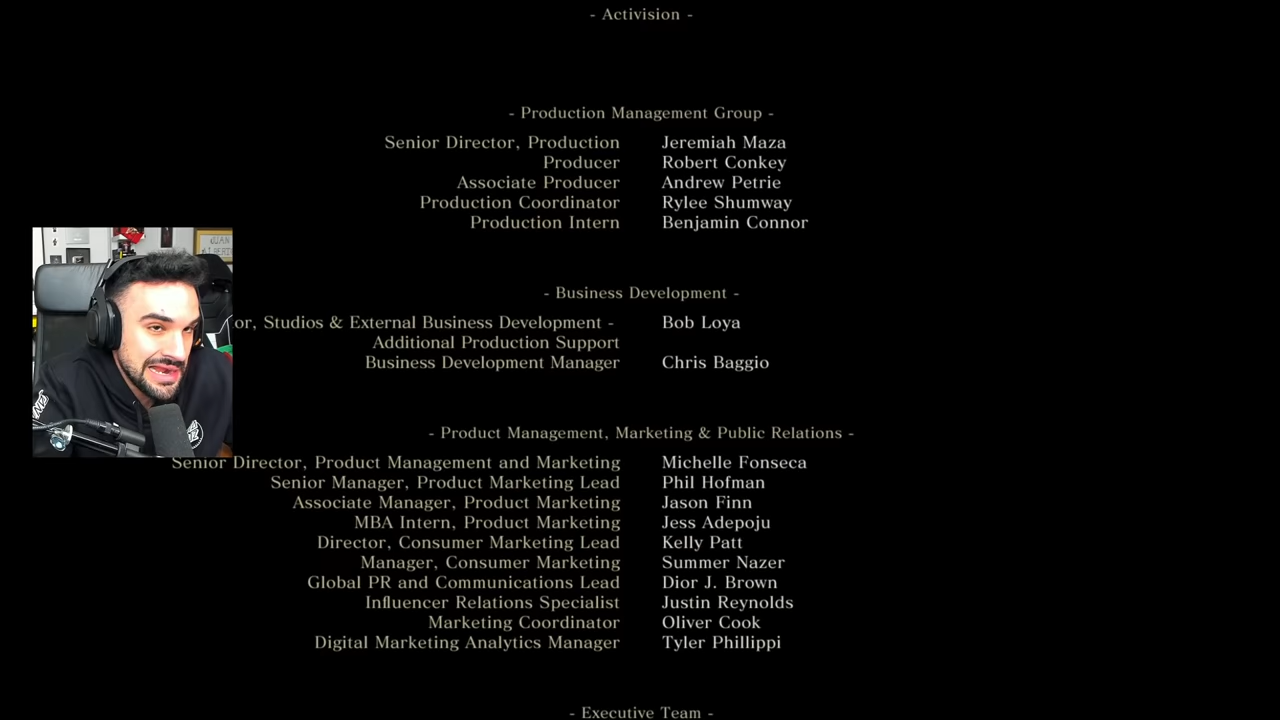 - Activision -
- Production Management Group -
Senior Director, Production Jeremiah Maza
Producer Robert Conkey
Associate Producer Andrew Petrie
Production Coordinator Rylee Shumway
Production Intern Benjamin Connor
- Business Development -
or, Studios & External Business Development - Bob Loya
Additional Production Support
Business Development Manager Chris Baggio
- Product Management, Marketing & Public Relations -
Senior Director, Product Management and Marketing Michelle Fonseca
Senior Manager, Product Marketing Lead Phil Hofman
Associate Manager, Product Marketing Jason Finn
MBA Intern, Product Marketing Jess Adepoju
Director, Consumer Marketing Lead Kelly Patt
Manager, Consumer Marketing Summer Nazer
Global PR and Communications Lead Dior J. Brown
Influencer Relations Specialist Justin Reynolds
Marketing Coordinator Oliver Cook
Digital Marketing Analytics Manager Tyler Phillippi
- Executive Team -